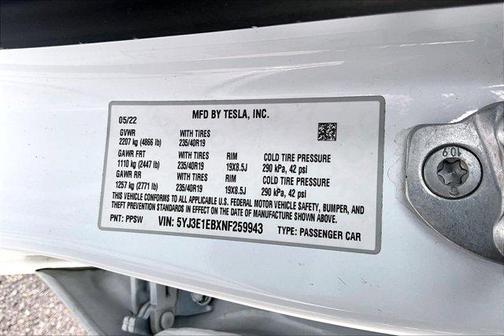 MFD BY TESLA, INC.
05/22
GVWR WITH TIRES
2207 kg (4866 lb) 235/40R19
GAWR FRT WITH TIRES RIM COLD TIRE PRESSURE
1110 kg (2447 lb) 235/40R19 19X8.5J 290 kPa, 42 psi
GAWR RR WITH TIRES RIM COLD TIRE PRESSURE
1257 kg (2771 lb) 235/40R19 19X8.5J 290 kPa, 42 psi
THIS VEHICLE CONFORMS TO ALL APPLICABLE U.S. FEDERAL MOTOR VEHICLE SAFETY, BUMPER, AND
THEFT PREVENTION STANDARDS IN EFFECT ON THE DATE OF MANUFACTURE SHOWN ABOVE.
PNT: PPSW VIN: 5YJ3E1EBXNF259943 TYPE: PASSENGER CAR
10.9